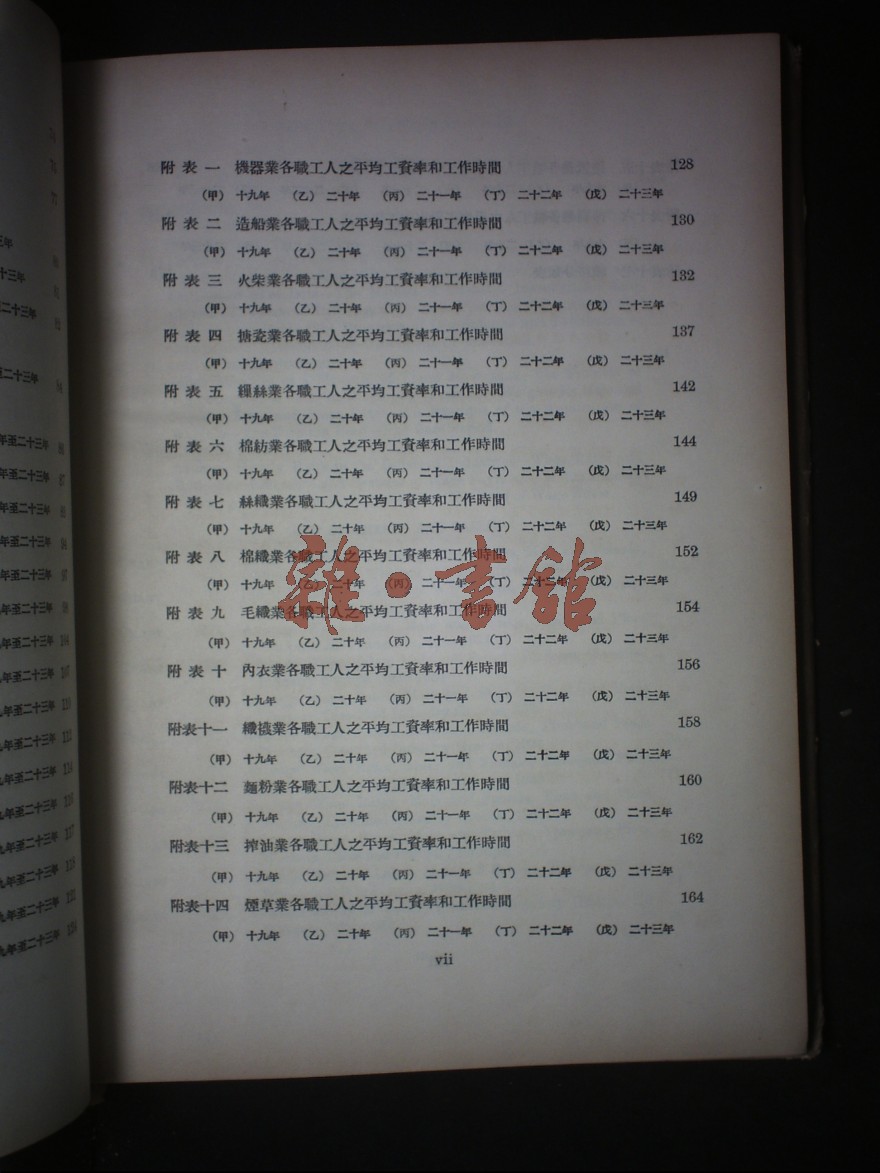 附表一 機器業各職工人之平均工資率和工作時間 128
(甲) 十九年 (乙) 二十年 (丙) 二十一年 (丁) 二十二年 (戊) 二十三年
附表二 造船業各職工人之平均工資率和工作時間 130
(甲) 十九年 (乙) 二十年 (丙) 二十一年 (丁) 二十二年 (戊) 二十三年
附表三 火柴業各職工人之平均工資率和工作時間 132
(甲) 十九年 (乙) 二十年 (丙) 二十一年 (丁) 二十二年 (戊) 二十三年
附表四 搪瓷業各職工人之平均工資率和工作時間 137
(甲) 十九年 (乙) 二十年 (丙) 二十一年 (丁) 二十二年 (戊) 二十三年
附表五 繅絲業各職工人之平均工資率和工作時間 142
(甲) 十九年 (乙) 二十年 (丙) 二十一年 (丁) 二十二年 (戊) 二十三年
附表六 棉紡業各職工人之平均工資率和工作時間 144
(甲) 十九年 (乙) 二十年 (丙) 二十一年 (丁) 二十二年 (戊) 二十三年
附表七 絲織業各職工人之平均工資率和工作時間 149
(甲) 十九年 (乙) 二十年 (丙) 二十一年 (丁) 二十二年 (戊) 二十三年
附表八 棉織業各職工人之平均工資率和工作時間 152
(甲) 十九年 (乙) 二十年 (丙) 二十一年 (丁) 二十二年 (戊) 二十三年
雜·書館
附表九 毛織業各職工人之平均工資率和工作時間 154
(甲) 十九年 (乙) 二十年 (丙) 二十一年 (丁) 二十二年 (戊) 二十三年
附表十 內衣業各職工人之平均工資率和工作時間 156
(甲) 十九年 (乙) 二十年 (丙) 二十一年 (丁) 二十二年 (戊) 二十三年
附表十一 織襪業各職工人之平均工資率和工作時間 158
(甲) 十九年 (乙) 二十年 (丙) 二十一年 (丁) 二十二年 (戊) 二十三年
附表十二 麵粉業各職工人之平均工資率和工作時間 160
(甲) 十九年 (乙) 二十年 (丙) 二十一年 (丁) 二十二年 (戊) 二十三年
附表十三 搾油業各職工人之平均工資率和工作時間 162
(甲) 十九年 (乙) 二十年 (丙) 二十一年 (丁) 二十二年 (戊) 二十三年
附表十四 煙草業各職工人之平均工資率和工作時間 164
(甲) 十九年 (乙) 二十年 (丙) 二十一年 (丁) 二十二年 (戊) 二十三年
vii